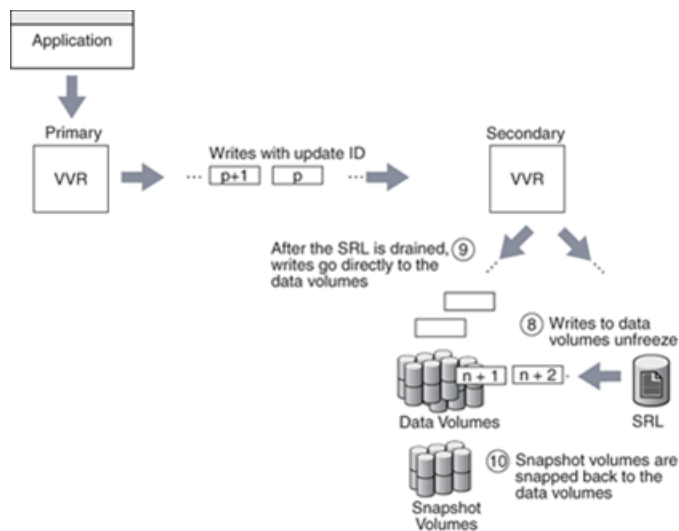 Application
Primary
Secondary
VVR
Writes with update ID
... p+1 p ...
VVR
After the SRL is drained, 9
writes go directly to the
data volumes
8 Writes to data
volumes unfreeze
n + 1 n + 2
Data Volumes
SRL
10 Snapshot volumes are
snapped back to the
data volumes
Snapshot
Volumes